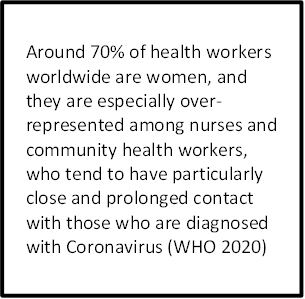 Around 70% of health workers
worldwide are women, and
they are especially over-
represented among nurses and
community health workers,
who tend to have particularly
close and prolonged contact
with those who are diagnosed
with Coronavirus (WHO 2020)